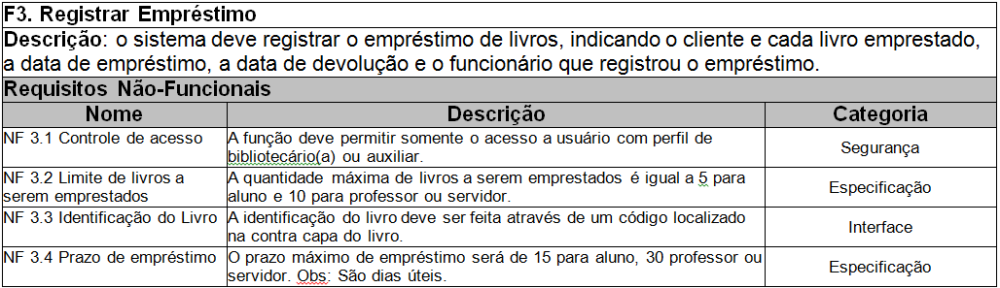 F3. Registrar Empréstimo
Descrição: o sistema deve registrar o empréstimo de livros, indicando o cliente e cada livro emprestado,
a data de empréstimo, a data de devolução e o funcionário que registrou o empréstimo.
Requisitos Não-Funcionais
Nome Descrição Categoria
NF 3.1 Controle de acesso A função deve permitir somente o acesso a usuário com perfil de
bibliotecário(a) ou auxiliar. Segurança
NF 3.2 Limite de livros a A quantidade máxima de livros a serem emprestados é igual a 5 para
serem emprestados aluno e 10 para professor ou servidor. Especificação
NF 3.3 Identificação do Livro A identificação do livro deve ser feita através de um código localizado
na contra capa do livro. Interface
NF 3.4 Prazo de empréstimo O prazo máximo de empréstimo será de 15 para aluno, 30 professor ou
servidor. Obs: São dias úteis. Especificação